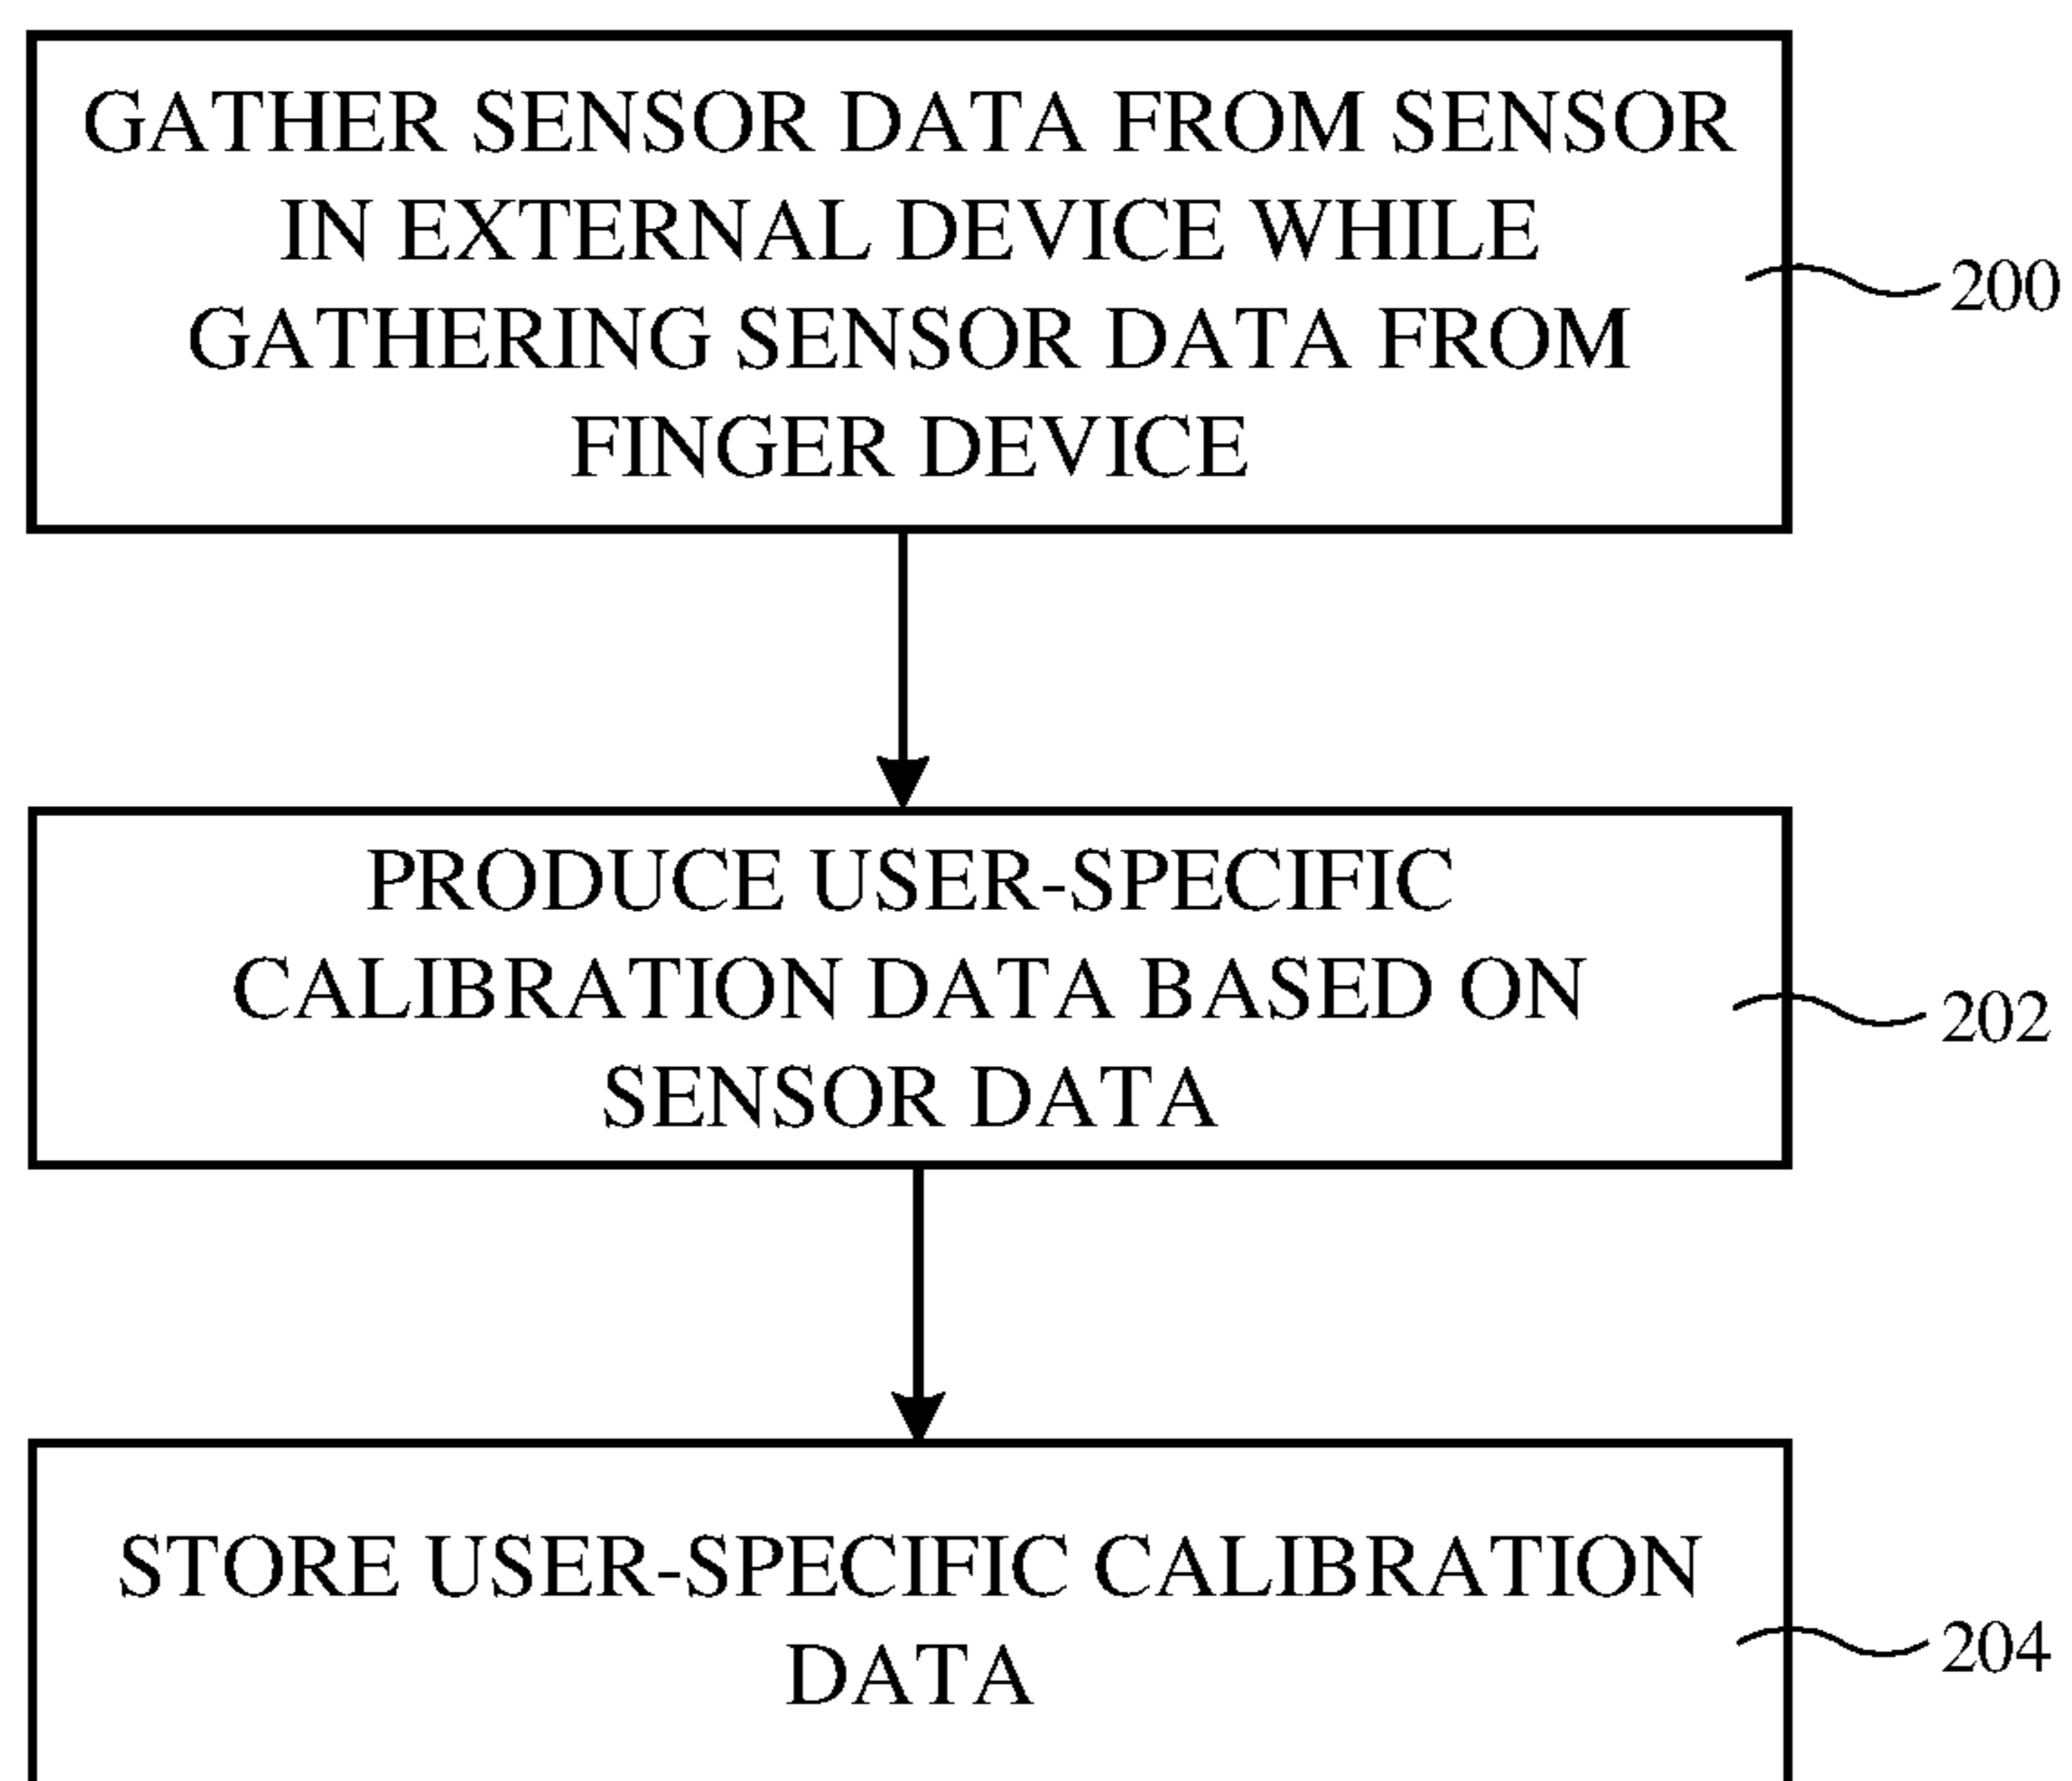 GATHER SENSOR DATA FROM SENSOR
IN EXTERNAL DEVICE WHILE
GATHERING SENSOR DATA FROM
FINGER DEVICE
200
PRODUCE USER-SPECIFIC
CALIBRATION DATA BASED ON
SENSOR DATA
202
STORE USER-SPECIFIC CALIBRATION
DATA
204